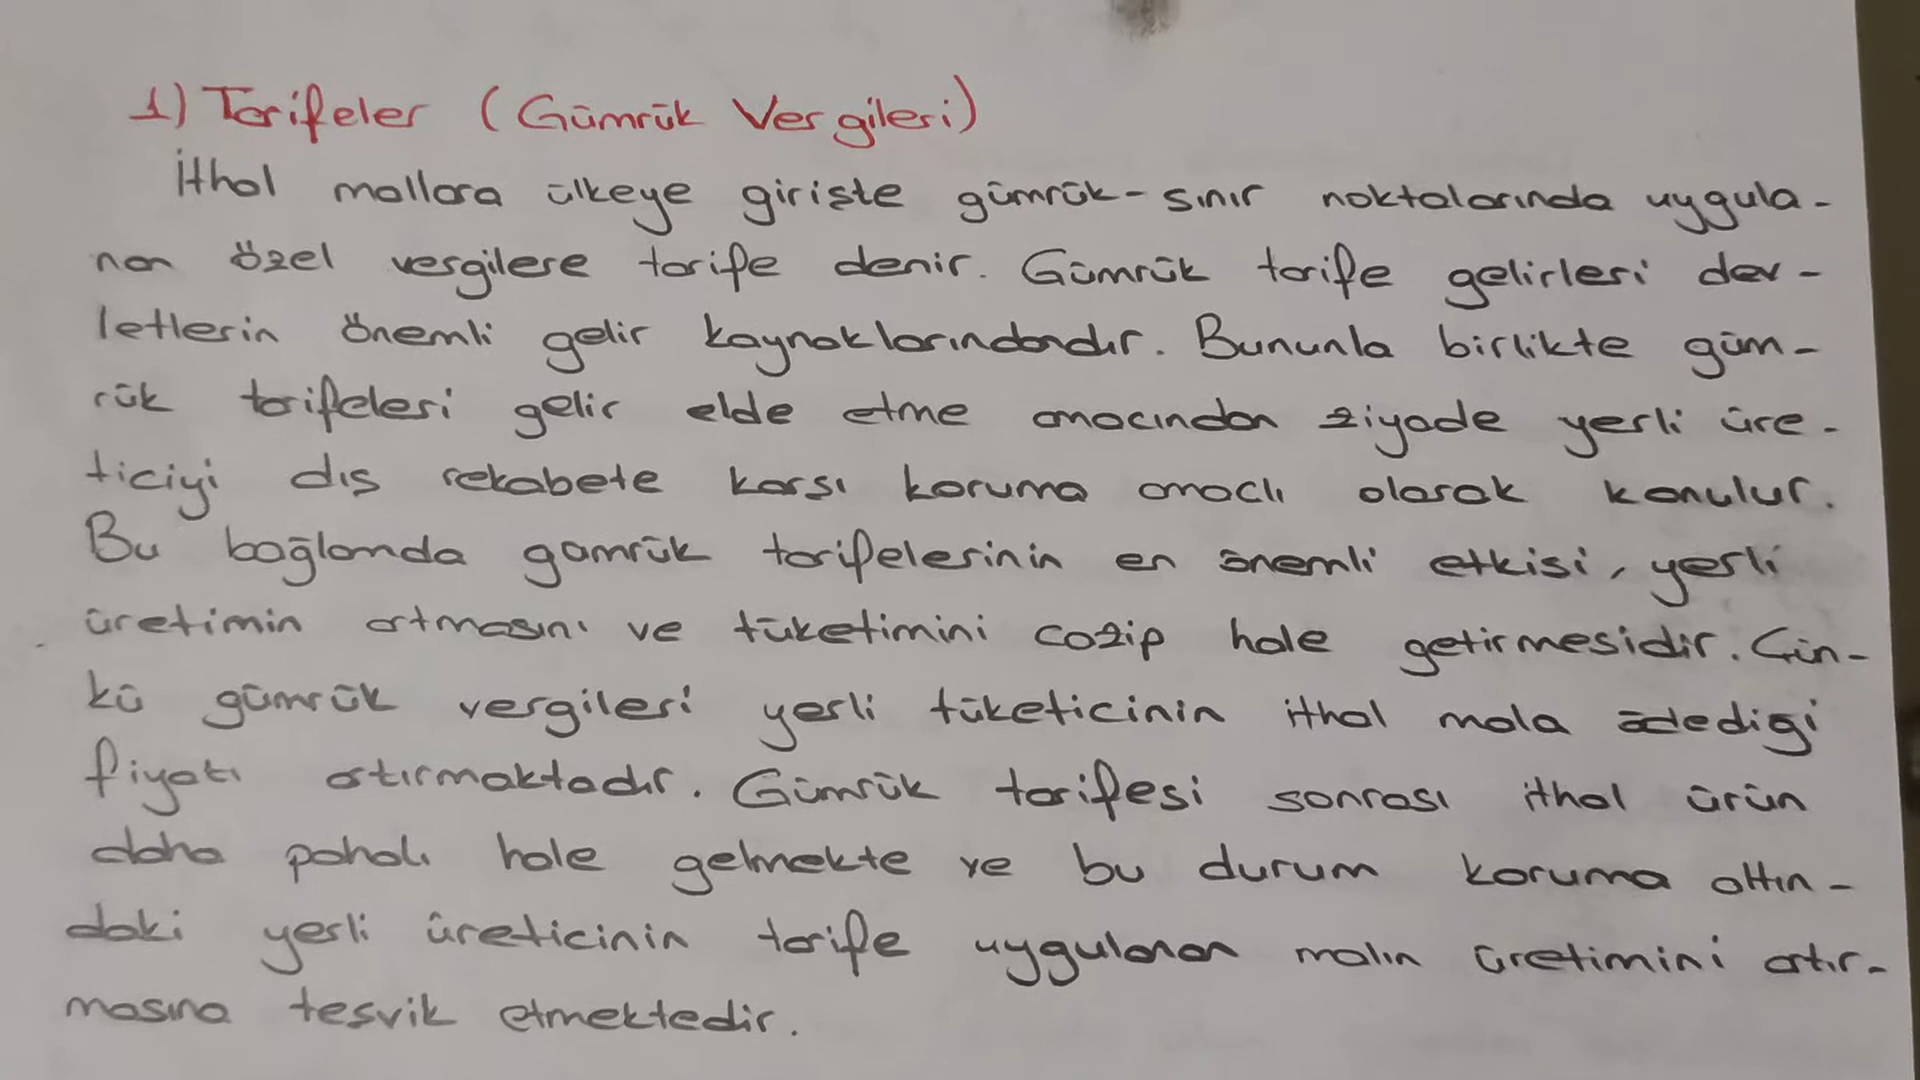 1) Tarifeler (Gümrük Vergileri)
İthal mallara ülkeye girişte gümrük-sınır noktalarında uygula-
nan özel vergilere tarife denir. Gümrük tarife gelirleri dev-
letlerin önemli gelir kaynaklarındandır. Bununla birlikte güm-
rük tarifeleri gelir elde etme amacından ziyade yerli üre-
ticiyi dış rekabete karşı koruma amaçlı olarak konulur.
Bu bağlamda gümrük tarifelerinin en önemli etkisi, yerli
üretimin artmasını ve tüketimini cazip hale getirmesidir. Çün-
kü gümrük vergileri yerli tüketicinin ithal mala ödediği
fiyatı artırmaktadır. Gümrük tarifesi sonrası ithal ürün
daha pahalı hale gelmekte ve bu durum koruma altın-
daki yerli üreticinin tarife uygulanan malın üretimini artır-
masına teşvik etmektedir.